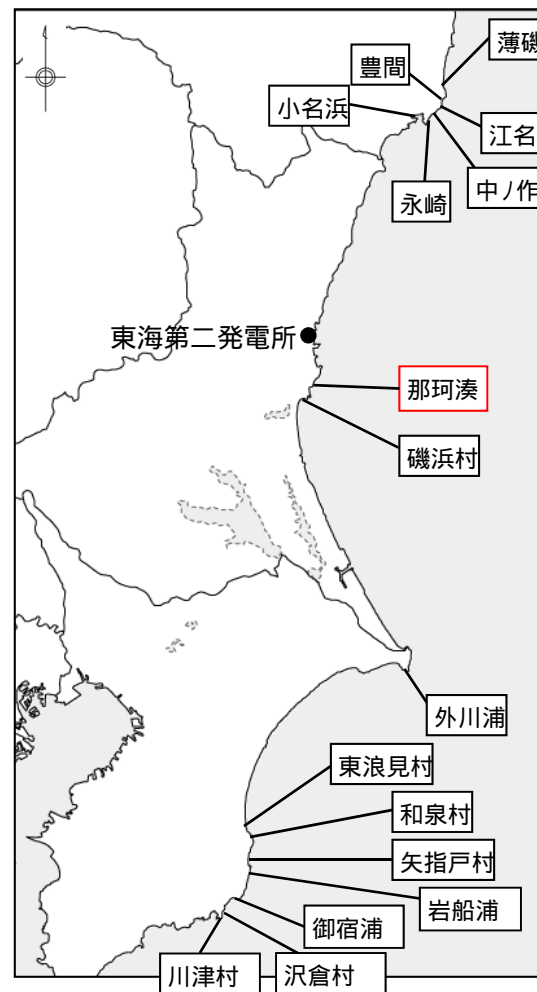 薄磯
豊間
小名浜
江名
中ノ作
永崎
東海第二発電所
那珂湊
磯浜村
外川浦
東浪見村
和泉村
矢指戸村
岩船浦
御宿浦
川津村
沢倉村